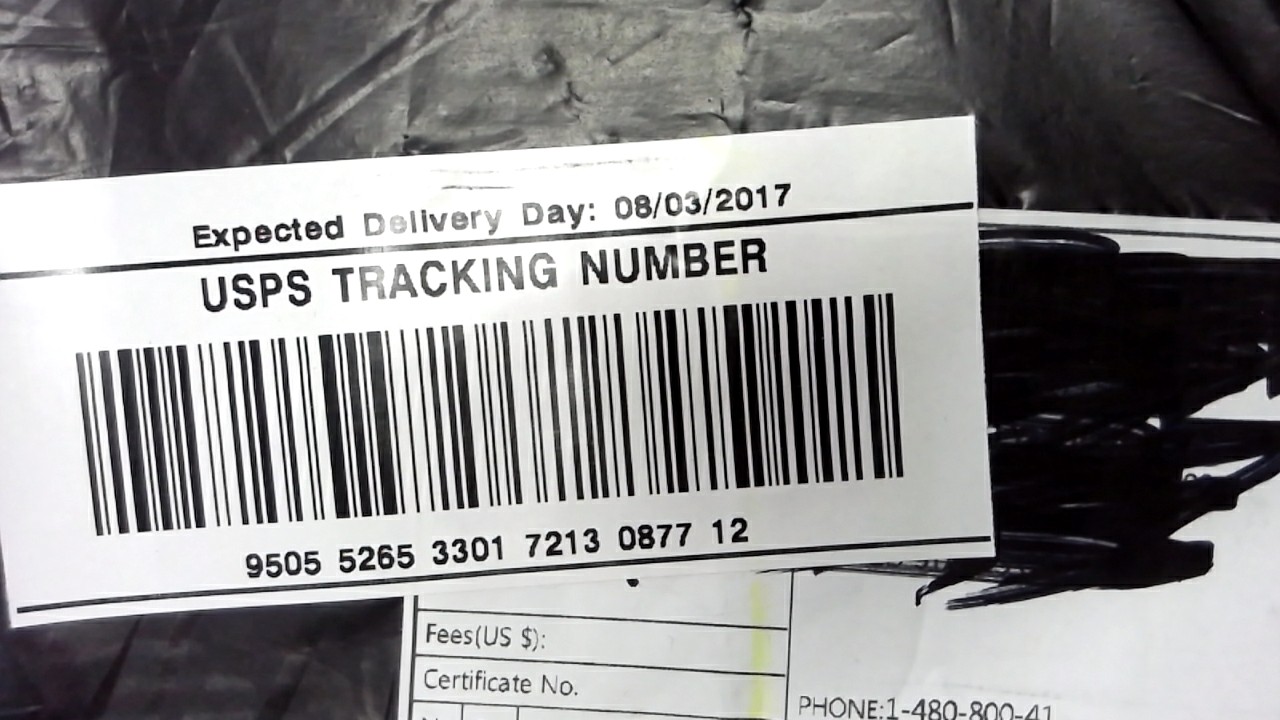 Expected Delivery Day: 08/03/2017
USPS TRACKING NUMBER
9505 5265 3301 7213 0877 12
Fees(US $):
Certificate No.
PHONE:1-480-800-41